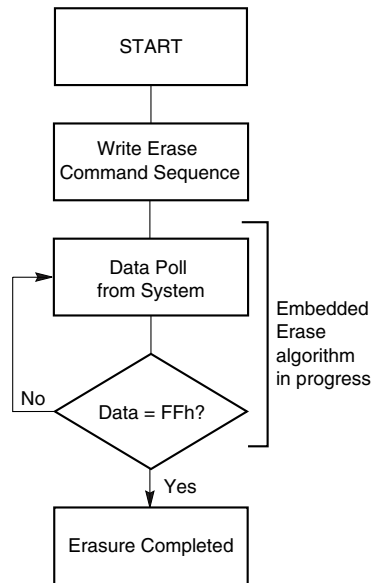 START
Write Erase
Command Sequence
Data Poll
from System
Embedded
Erase
algorithm
in progress
Data = FFh?
No
Yes
Erasure Completed